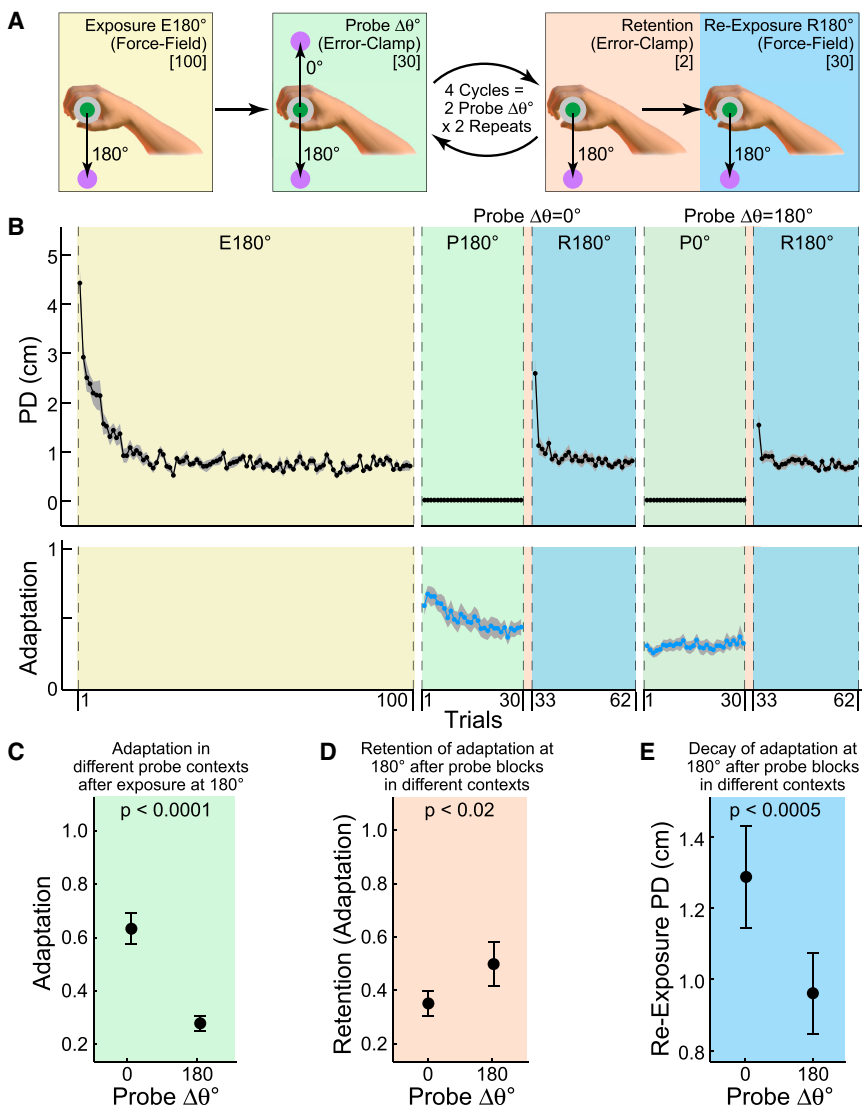 A
Exposure E180°
(Force-Field)
[100]
180°
Probe Δθ°
(Error-Clamp)
[30]
0°
180°
4 Cycles =
2 Probe Δθ°
x 2 Repeats
Retention
(Error-Clamp)
[2]
180°
Re-Exposure R180°
(Force-Field)
[30]
180°
B
Probe Δθ=0°
Probe Δθ=180°
E180°
P180°
R180°
P0°
R180°
PD (cm)
5
4
3
2
1
0
Adaptation
1
0
1
100
1
30
33
62
1
30
33
62
Trials
C
Adaptation in
different probe contexts
after exposure at 180°
p < 0.0001
Adaptation
1.0
0.8
0.6
0.4
0.2
0
180
Probe Δθ°
D
Retention of adaptation at
180° after probe blocks
in different contexts
p < 0.02
Retention (Adaptation)
1.0
0.8
0.6
0.4
0.2
0
180
Probe Δθ°
E
Decay of adaptation at
180° after probe blocks
in different contexts
p < 0.0005
Re-Exposure PD (cm)
1.4
1.2
1.0
0.8
0
180
Probe Δθ°